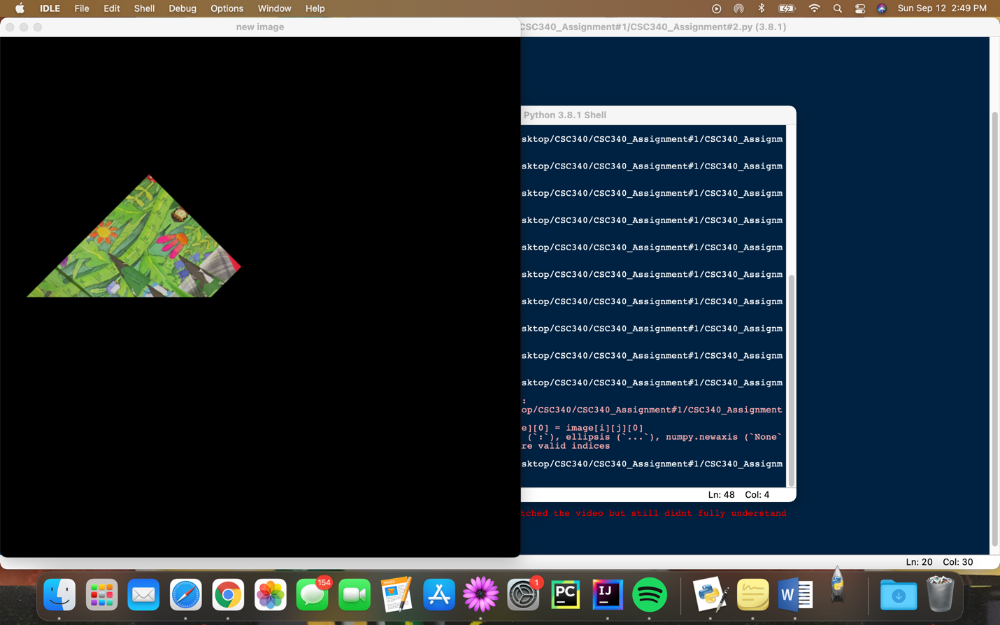 IDLE File Edit Shell Debug Options Window Help Sun Sep 12 2:49 PM
new image
CSC340_Assignment#1/CSC340_Assignment#2.py (3.8.1)
Python 3.8.1 Shell
sktop/CSC340/CSC340_Assignment#1/CSC340_Assignm
sktop/CSC340/CSC340_Assignment#1/CSC340_Assignm
sktop/CSC340/CSC340_Assignment#1/CSC340_Assignm
sktop/CSC340/CSC340_Assignment#1/CSC340_Assignm
sktop/CSC340/CSC340_Assignment#1/CSC340_Assignm
sktop/CSC340/CSC340_Assignment#1/CSC340_Assignm
sktop/CSC340/CSC340_Assignment#1/CSC340_Assignm
sktop/CSC340/CSC340_Assignment#1/CSC340_Assignm
sktop/CSC340/CSC340_Assignment#1/CSC340_Assignm
sktop/CSC340/CSC340_Assignment#1/CSC340_Assignm
:
op/CSC340/CSC340_Assignment#1/CSC340_Assignment
e][0] = image[i][j][0]
(`:`), ellipsis (`...`), numpy.newaxis (`None`
re valid indices
sktop/CSC340/CSC340_Assignment#1/CSC340_Assignm
Ln: 48 Col: 4
tched the video but still didnt fully understand
Ln: 20 Col: 30
154
1
PAGES
PC
IJ
W